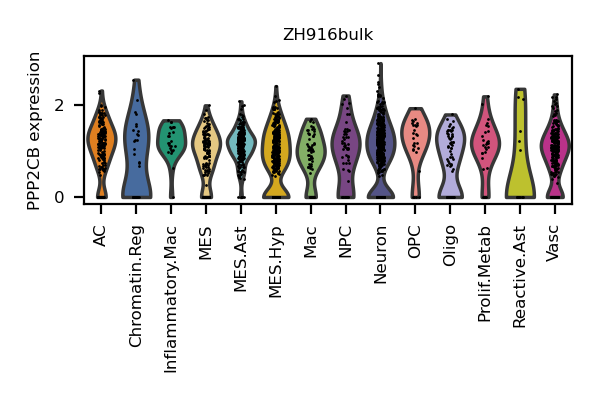 ZH916bulk
PPP2CB expression
2
0
AC
Chromatin.Reg
Inflammatory.Mac
MES
MES.Ast
MES.Hyp
Mac
NPC
Neuron
OPC
Oligo
Prolif.Metab
Reactive.Ast
Vasc